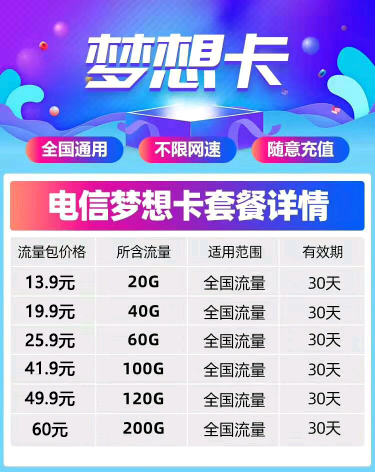 梦想卡
全国通用 不限网速 随意充值
电信梦想卡套餐详情
流量包价格 所含流量 适用范围 有效期
13.9元 20G 全国流量 30天
19.9元 40G 全国流量 30天
25.9元 60G 全国流量 30天
41.9元 100G 全国流量 30天
49.9元 120G 全国流量 30天
60元 200G 全国流量 30天